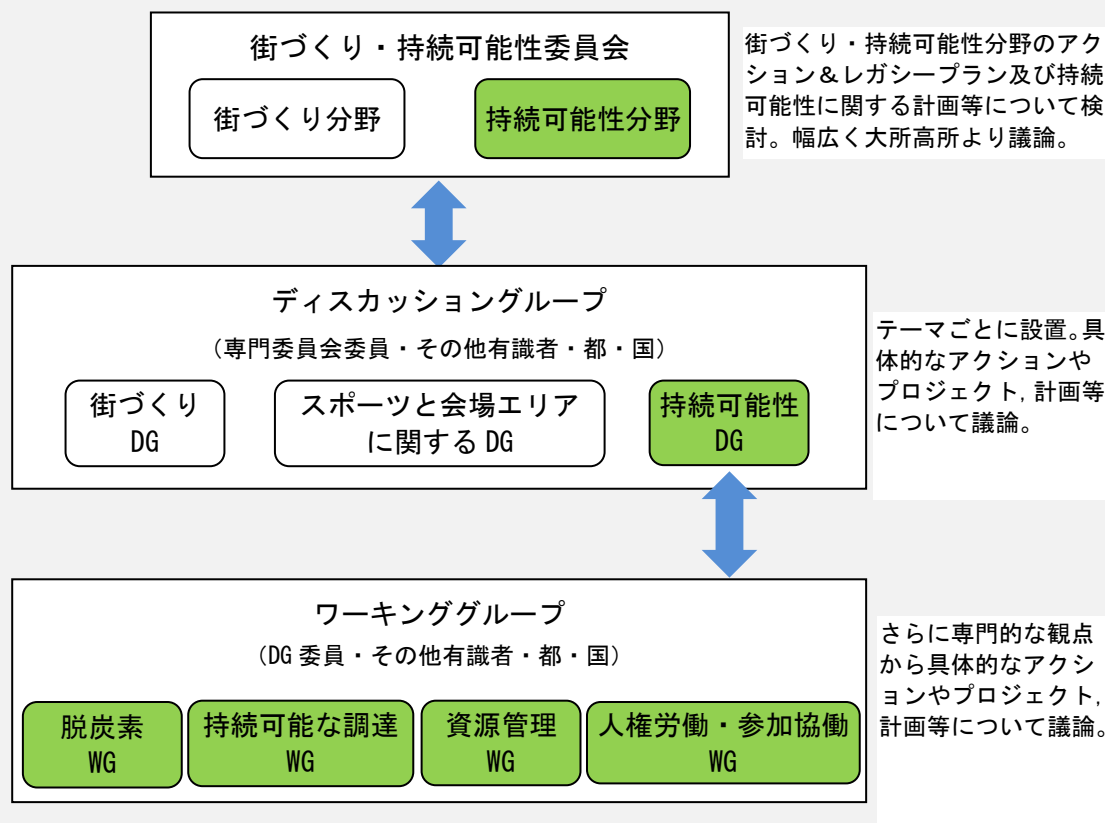 街づくり・持続可能性委員会
街づくり分野
持続可能性分野
街づくり・持続可能性分野のアク
ション＆レガシープラン及び持続
可能性に関する計画等について検
討。幅広く大所高所より議論。
ディスカッショングループ
（専門委員会委員・その他有識者・都・国）
街づくり
DG
スポーツと会場エリア
に関する DG
持続可能性
DG
テーマごとに設置。具
体的なアクションや
プロジェクト,計画等
について議論。
ワーキンググループ
（DG 委員・その他有識者・都・国）
脱炭素
WG
持続可能な調達
WG
資源管理
WG
人権労働・参加協働
WG
さらに専門的な観点
から具体的なアクシ
ョンやプロジェクト,
計画等について議論。